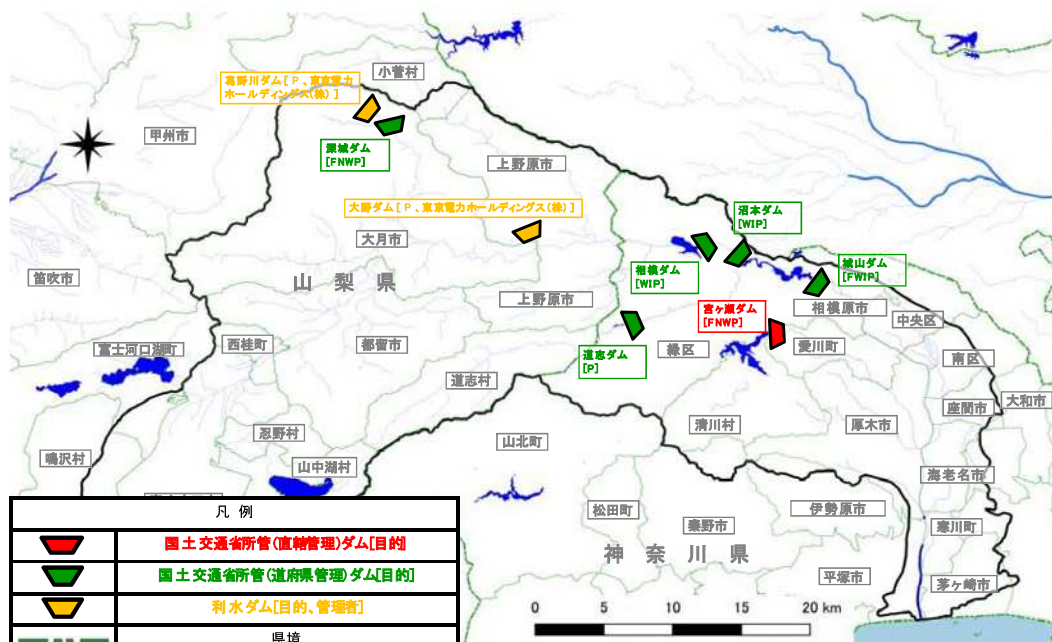 小菅村
葛野川ダム[Ｐ、東京電力
ホールディングス(株)]
甲州市
深城ダム
[FNWP]
上野原市
大野ダム[Ｐ、東京電力ホールディングス(株)]
沼本ダム
[WIP]
大月市
相模ダム
[WIP]
城山ダム
[FWIP]
笛吹市
山梨県
上野原市
宮ヶ瀬ダム
[FNWP]
相模原市
中央区
富士河口湖町
西桂町
都留市
道志ダム
[P]
緑区
愛川町
南区
道志村
座間市
大和市
忍野村
山北町
清川村
厚木市
鳴沢村
山中湖村
海老名市
松田町
秦野市
伊勢原市
寒川町
神奈川県
平塚市
茅ヶ崎市
凡 例
国土交通省所管(直轄管理)ダム[目的]
国土交通省所管(道府県管理)ダム[目的]
利水ダム[目的、管理者]
県境
0 5 10 15 20 km